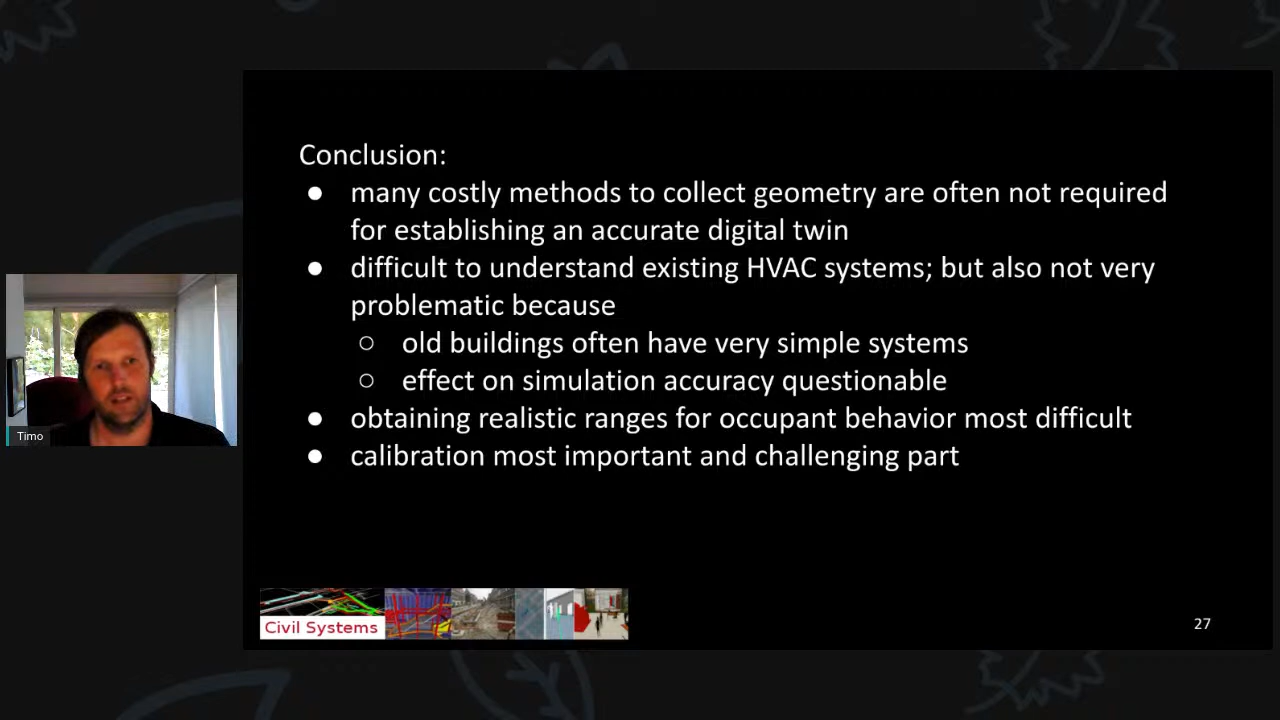 Conclusion:
● many costly methods to collect geometry are often not required
for establishing an accurate digital twin
● difficult to understand existing HVAC systems; but also not very
problematic because
○ old buildings often have very simple systems
○ effect on simulation accuracy questionable
● obtaining realistic ranges for occupant behavior most difficult
● calibration most important and challenging part
Timo
Civil Systems
27